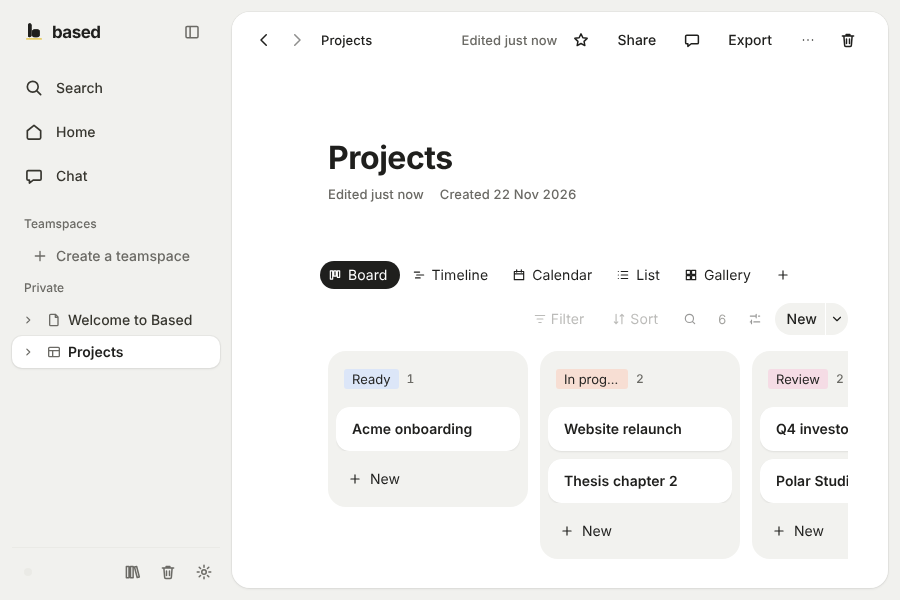 based
Search
Home
Chat
Teamspaces
Create a teamspace
Private
Welcome to Based
Projects
Projects
Edited just now
Share
Export
Projects
Edited just now Created 22 Nov 2026
Board Timeline Calendar List Gallery
Filter Sort 6 New
Ready 1
Acme onboarding
New
In prog... 2
Website relaunch
Thesis chapter 2
New
Review 2
Q4 investo
Polar Studi
New